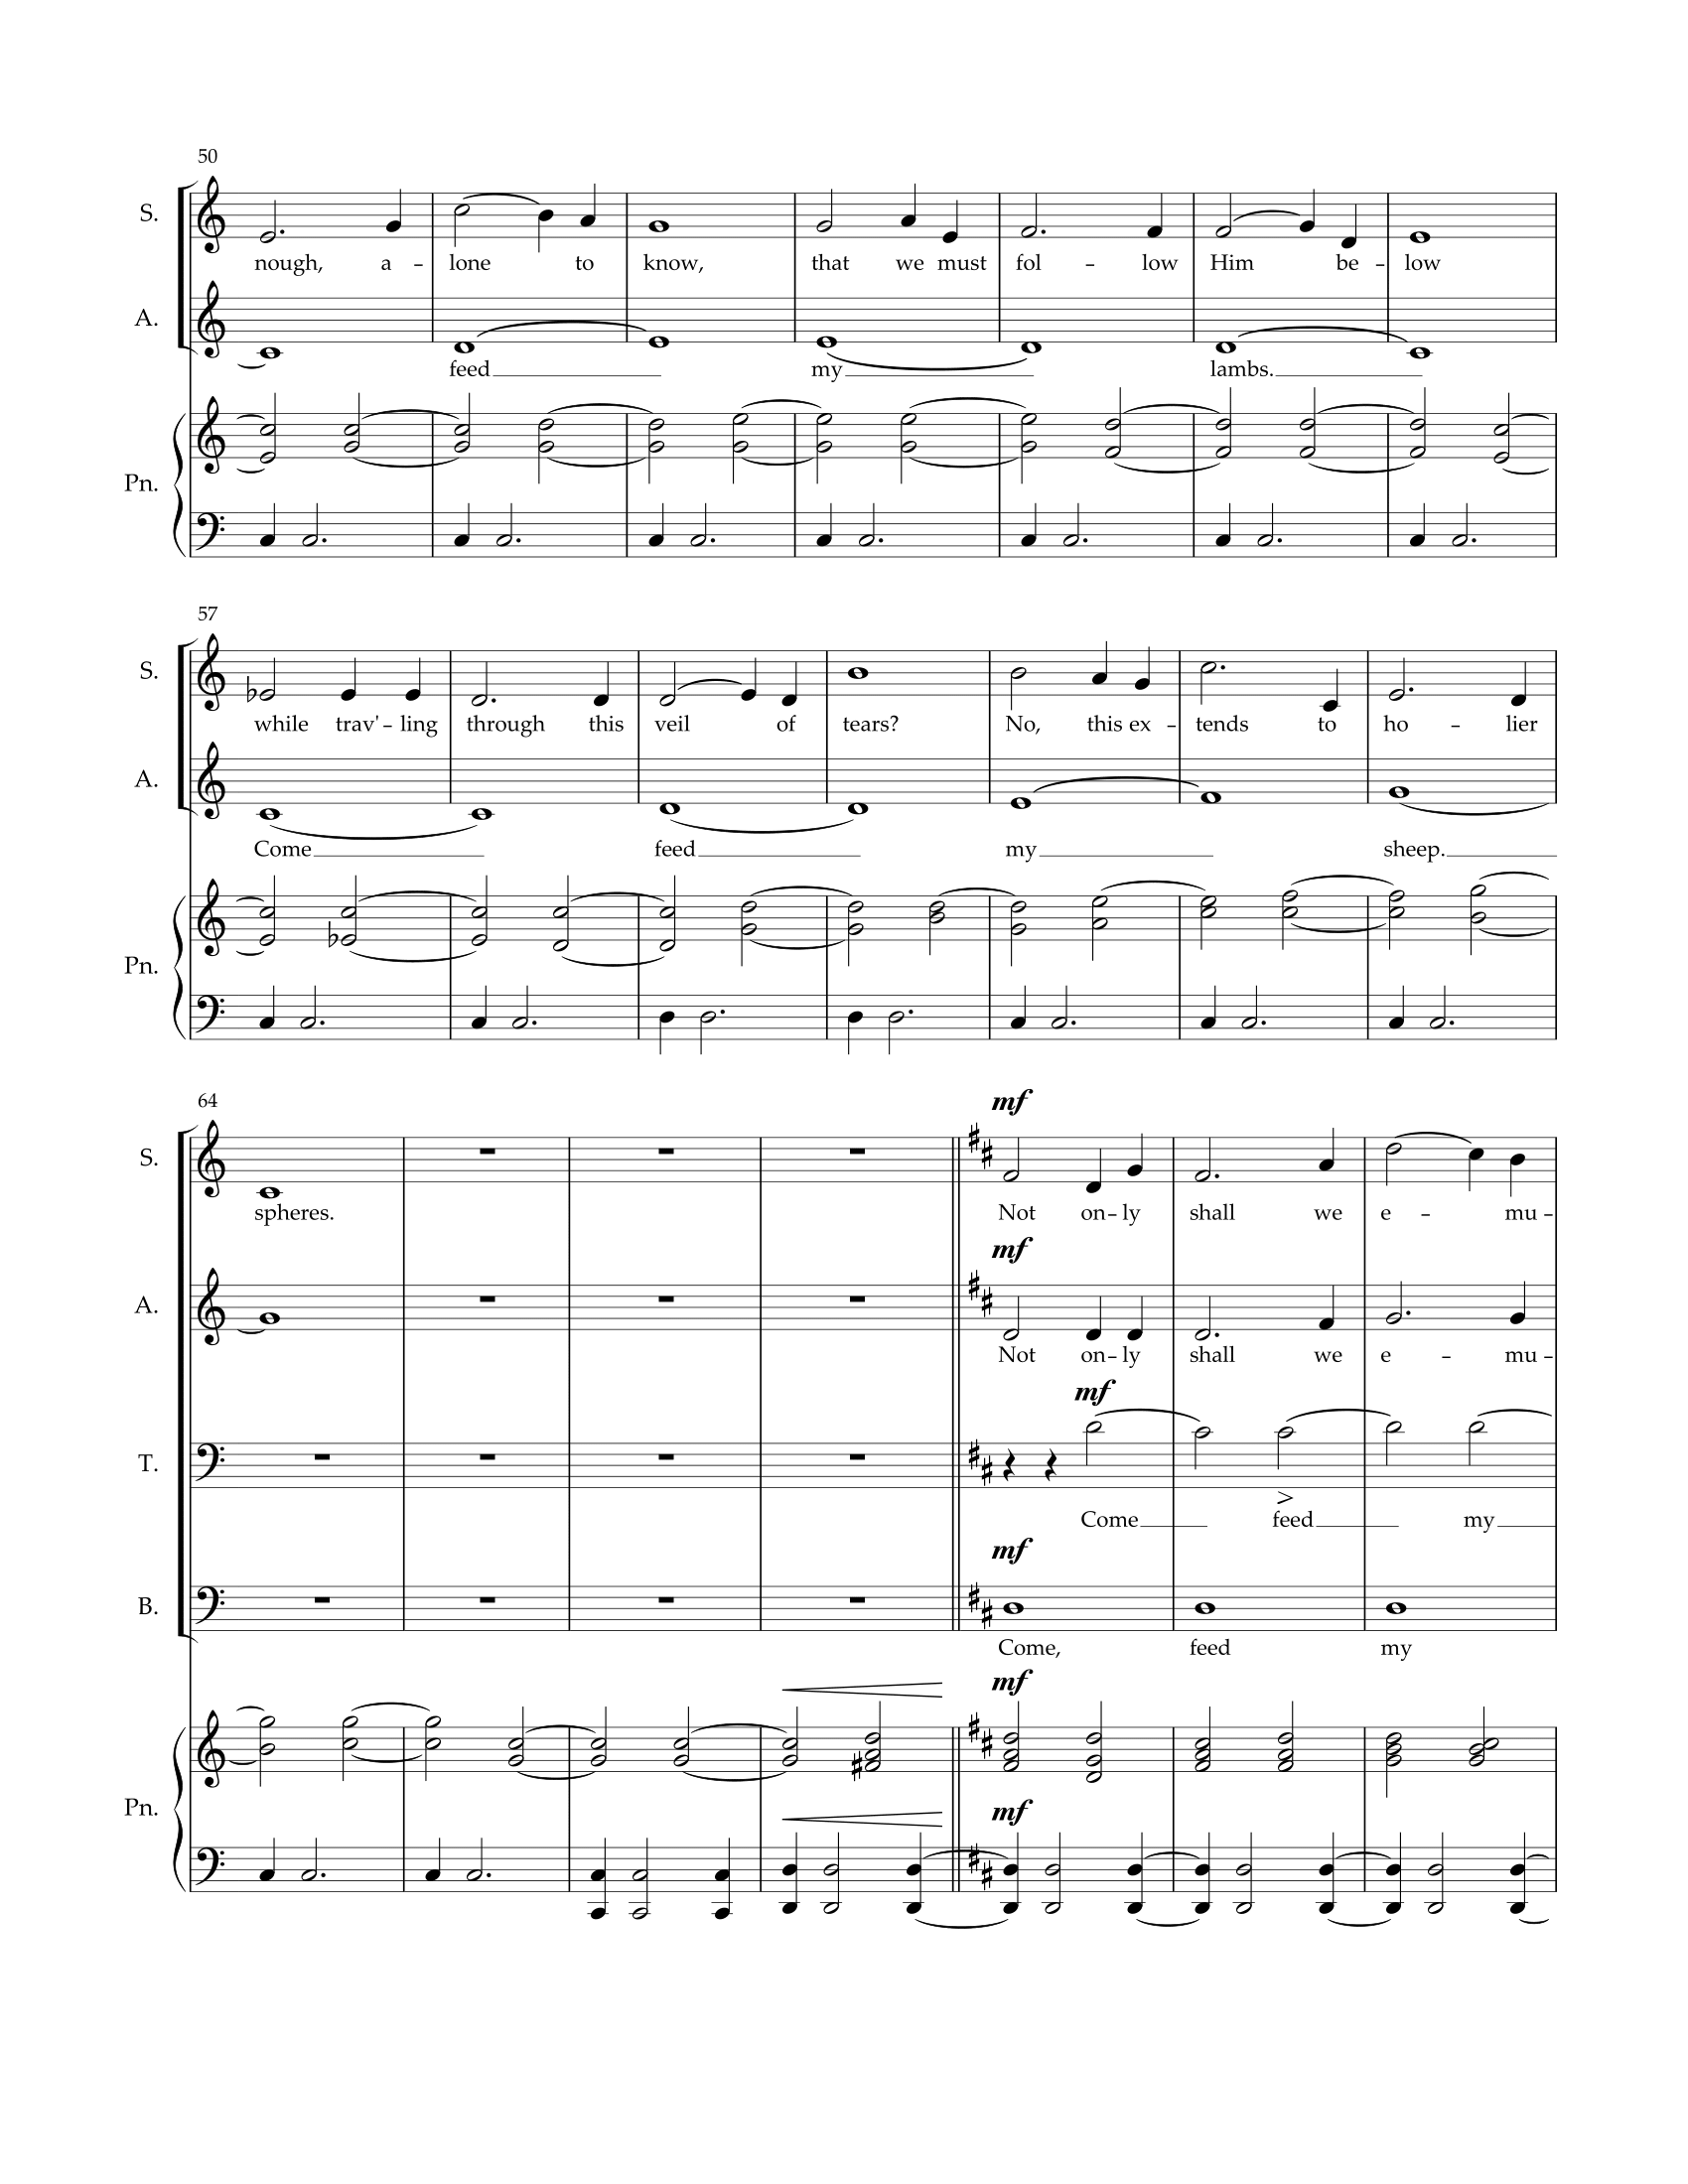 50
S.
nough, a - lone to know, that we must fol - low Him be - low
A.
feed my lambs.
Pn.
57
S.
while trav' - ling through this veil of tears? No, this ex - tends to ho - lier
A.
Come feed my sheep.
Pn.
64
mf
S.
spheres. Not on - ly shall we e - mu -
mf
A.
Not on - ly shall we e - mu -
mf
T.
Come feed my
mf
B.
Come, feed my
mf
Pn.
mf